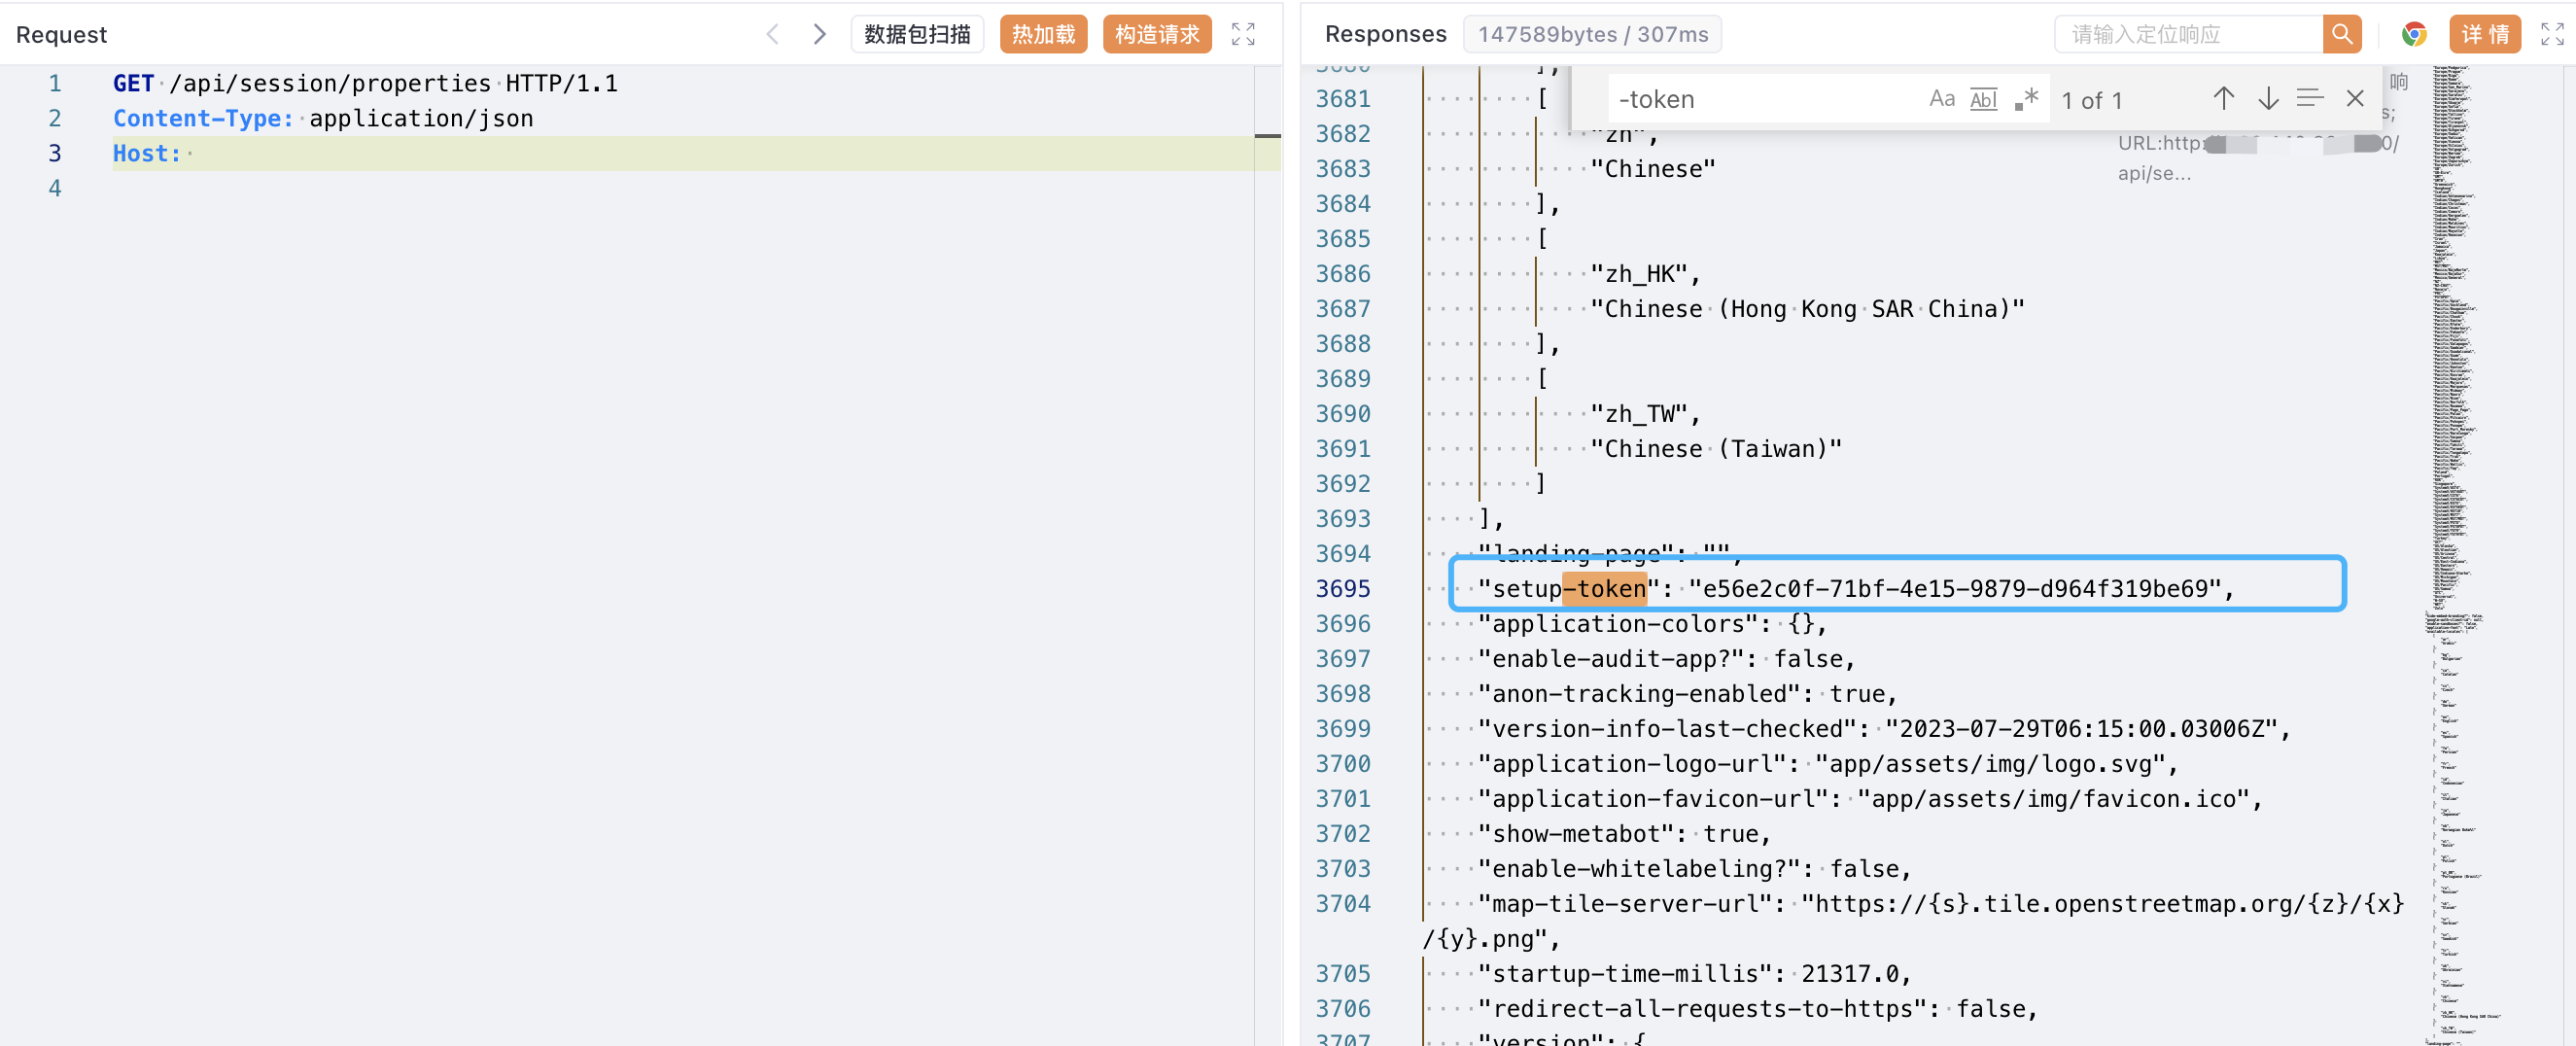 Request
数据包扫描
热加载
构造请求
1 GET /api/session/properties HTTP/1.1
2 Content-Type: application/json
3 Host:
4
Responses
147589bytes / 307ms
请输入定位响应
详 情
-token
Aa Abl .* 1 of 1
响
s;
URL:http: 0/
api/se...
3680 ],
3681 [
3682 "zh",
3683 "Chinese"
3684 ],
3685 [
3686 "zh_HK",
3687 "Chinese (Hong Kong SAR China)"
3688 ],
3689 [
3690 "zh_TW",
3691 "Chinese (Taiwan)"
3692 ]
3693 ],
3694 "landing-page": "",
3695 "setup-token": "e56e2c0f-71bf-4e15-9879-d964f319be69",
3696 "application-colors": {},
3697 "enable-audit-app?": false,
3698 "anon-tracking-enabled": true,
3699 "version-info-last-checked": "2023-07-29T06:15:00.03006Z",
3700 "application-logo-url": "app/assets/img/logo.svg",
3701 "application-favicon-url": "app/assets/img/favicon.ico",
3702 "show-metabot": true,
3703 "enable-whitelabeling?": false,
3704 "map-tile-server-url": "https://{s}.tile.openstreetmap.org/{z}/{x}
/{y}.png",
3705 "startup-time-millis": 21317.0,
3706 "redirect-all-requests-to-https": false,
3707 "version": {